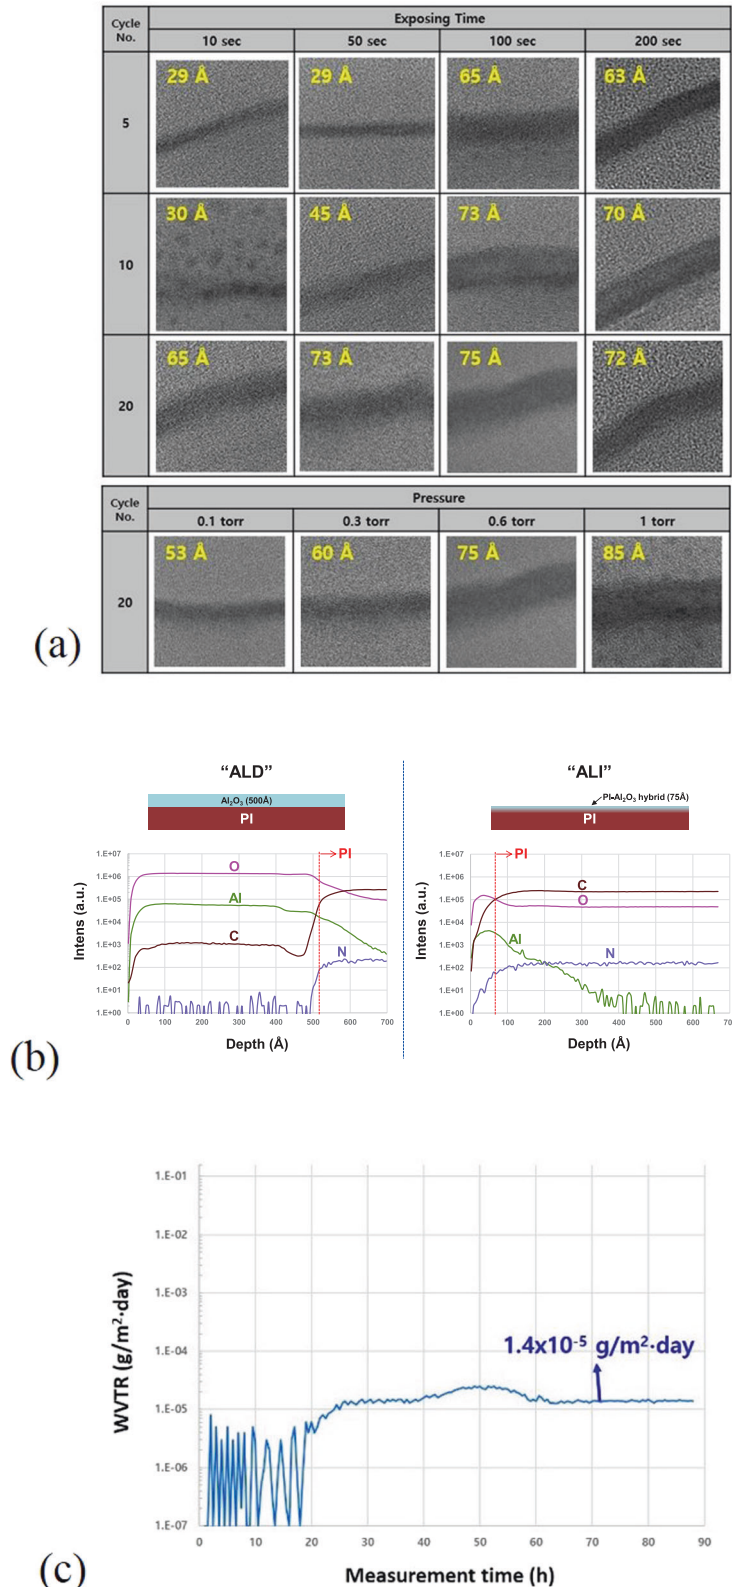 Cycle No.
Exposing Time
10 sec 50 sec 100 sec 200 sec
5
29 Å 29 Å 65 Å 63 Å
10
30 Å 45 Å 73 Å 70 Å
20
65 Å 73 Å 75 Å 72 Å
Cycle No.
Pressure
0.1 torr 0.3 torr 0.6 torr 1 torr
20
53 Å 60 Å 75 Å 85 Å
(a)
“ALD”
Al₂O₃ (500Å)
PI
1.E+07
1.E+06
1.E+05
1.E+04
1.E+03
1.E+02
1.E+01
1.E+00
Intens (a.u.)
PI
O
Al
C
N
0 100 200 300 400 500 600 700
Depth (Å)
“ALI”
PI-Al₂O₃ hybrid (75Å)
PI
1.E+07
1.E+06
1.E+05
1.E+04
1.E+03
1.E+02
1.E+01
1.E+00
Intens (a.u.)
PI
C
O
Al
N
0 100 200 300 400 500 600 70
Depth (Å)
(b)
1.E-01
1.E-02
1.E-03
1.E-04
1.E-05
1.E-06
1.E-07
WVTR (g/m²·day)
1.4x10⁻⁵ g/m²·day
0 10 20 30 40 50 60 70 80 90
Measurement time (h)
(c)